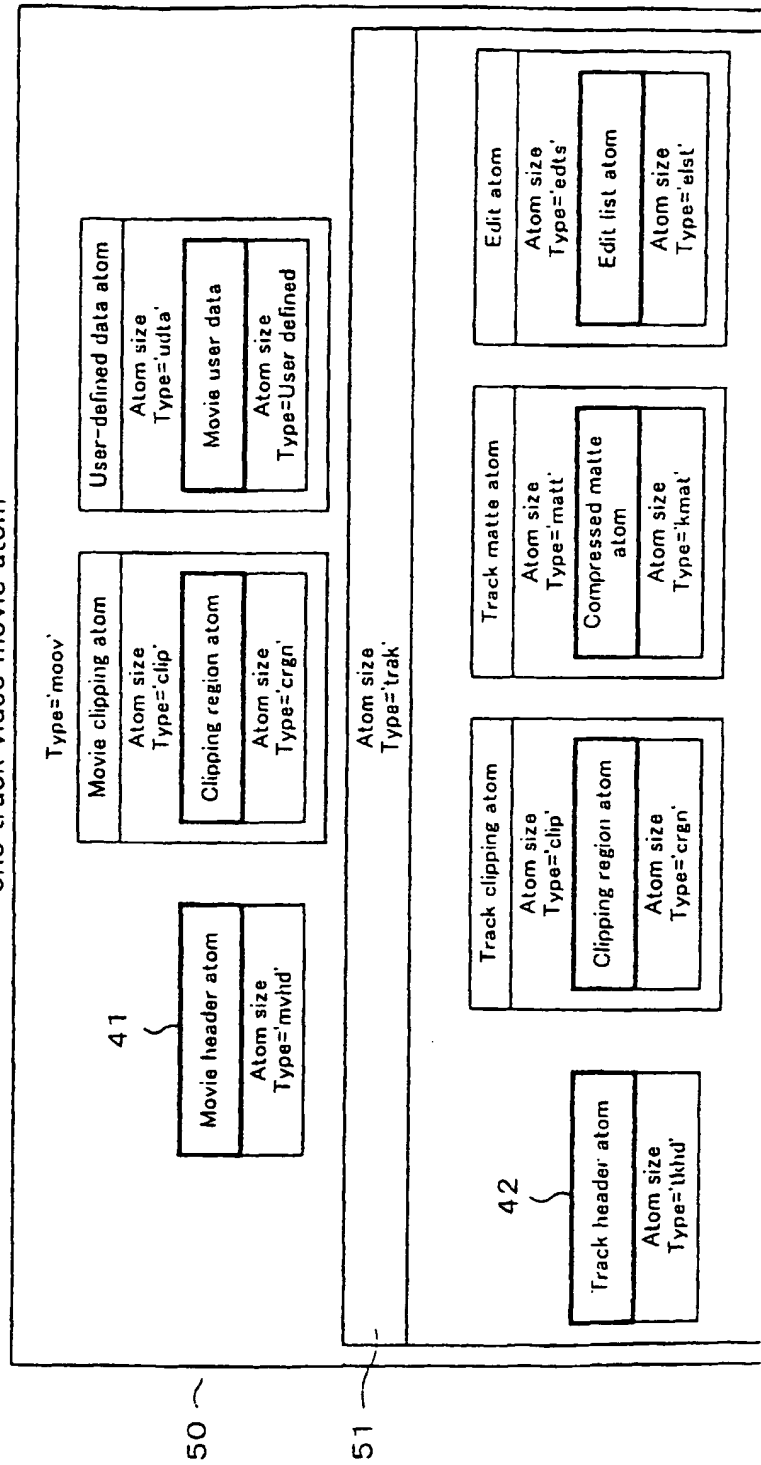 Type='moov'
41
Movie header atom
Atom size
Type='mvhd'
Movie clipping atom
Atom size
Type='clip'
Clipping region atom
Atom size
Type='crgn'
User-defined data atom
Atom size
Type='udta'
Movie user data
Atom size
Type=User defined
50
51
Atom size
Type='trak'
42
Track header atom
Atom size
Type='tkhd'
Track clipping atom
Atom size
Type='clip'
Clipping region atom
Atom size
Type='crgn'
Track matte atom
Atom size
Type='matt'
Compressed matte
atom
Atom size
Type='kmat'
Edit atom
Atom size
Type='edts'
Edit list atom
Atom size
Type='elst'